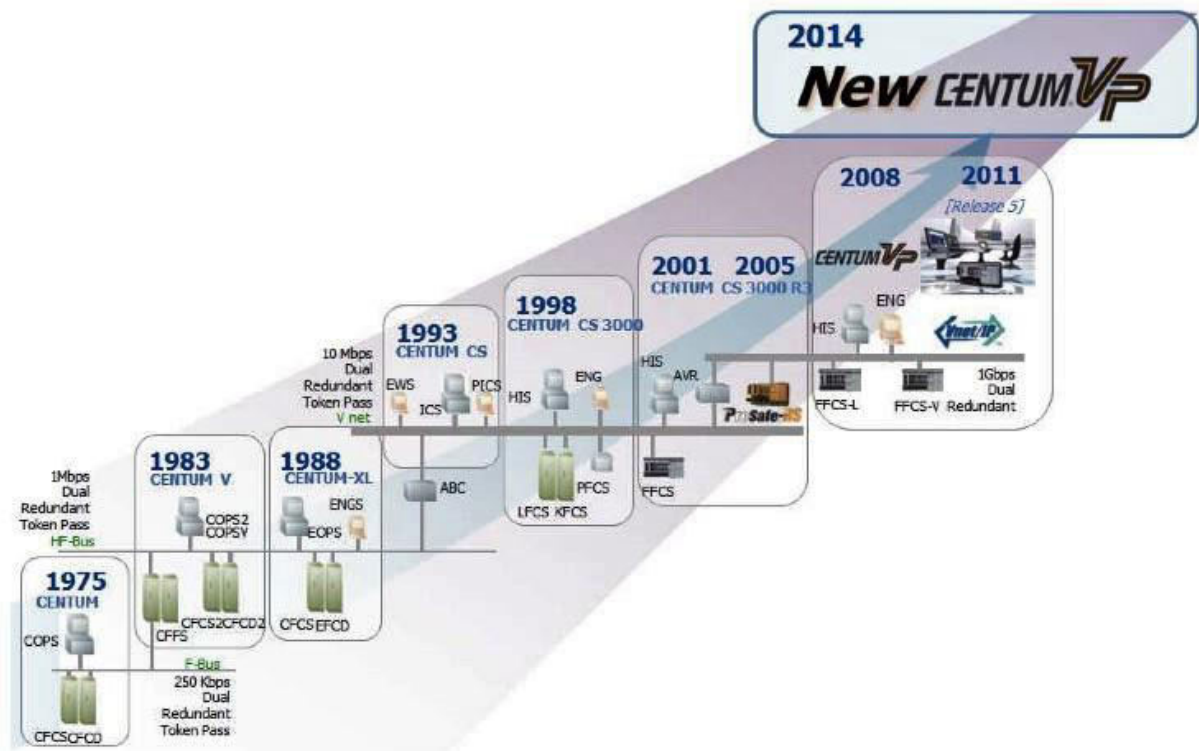 2014
New CENTUM VP
2008
2011
[Release 5]
CENTUM VP
HIS
ENG
Vnet/IP
FFCS-L
FFCS-V
1Gbps
Dual
Redundant
2001
2005
CENTUM CS 3000 R3
HIS
AVR
ProSafe-RS
FFCS
1998
CENTUM CS 3000
HIS
ENG
LFCS
KFCS
PFCS
1993
CENTUM CS
10 Mbps
Dual
Redundant
Token Pass
V net
EWS
ICS
PICS
ABC
1988
CENTUM-XL
ENGS
EOPS
CFCS
EFCD
1983
CENTUM V
1Mbps
Dual
Redundant
Token Pass
HF-Bus
COPS2
COPSV
CFFS
CFCS2
CFCD2
1975
CENTUM
COPS
CFCS
CFCD
F-Bus
250 Kbps
Dual
Redundant
Token Pass